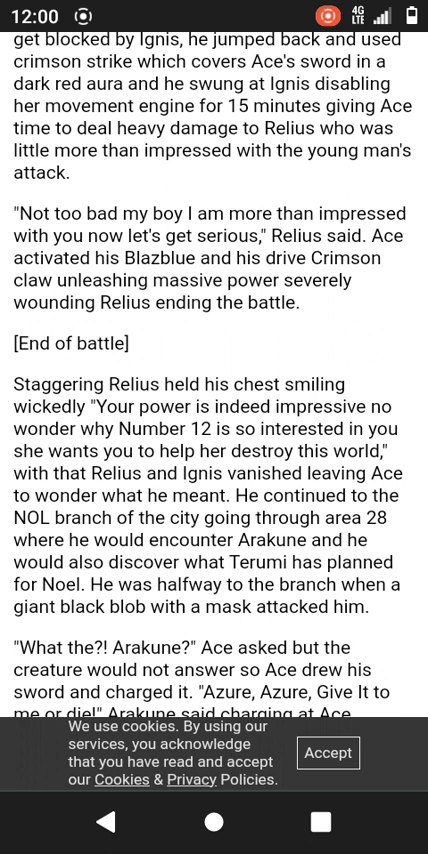 12:00
4G
LTE
get blocked by Ignis, he jumped back and used
crimson strike which covers Ace's sword in a
dark red aura and he swung at Ignis disabling
her movement engine for 15 minutes giving Ace
time to deal heavy damage to Relius who was
little more than impressed with the young man's
attack.
"Not too bad my boy I am more than impressed
with you now let's get serious," Relius said. Ace
activated his Blazblue and his drive Crimson
claw unleashing massive power severely
wounding Relius ending the battle.
[End of battle]
Staggering Relius held his chest smiling
wickedly "Your power is indeed impressive no
wonder why Number 12 is so interested in you
she wants you to help her destroy this world,"
with that Relius and Ignis vanished leaving Ace
to wonder what he meant. He continued to the
NOL branch of the city going through area 28
where he would encounter Arakune and he
would also discover what Terumi has planned
for Noel. He was halfway to the branch when a
giant black blob with a mask attacked him.
"What the?! Arakune?" Ace asked but the
creature would not answer so Ace drew his
sword and charged it. "Azure, Azure, Give It to
me or die!" Arakune said charging at Ace
We use cookies. By using our
services, you acknowledge
that you have read and accept
our Cookies & Privacy Policies.
Accept